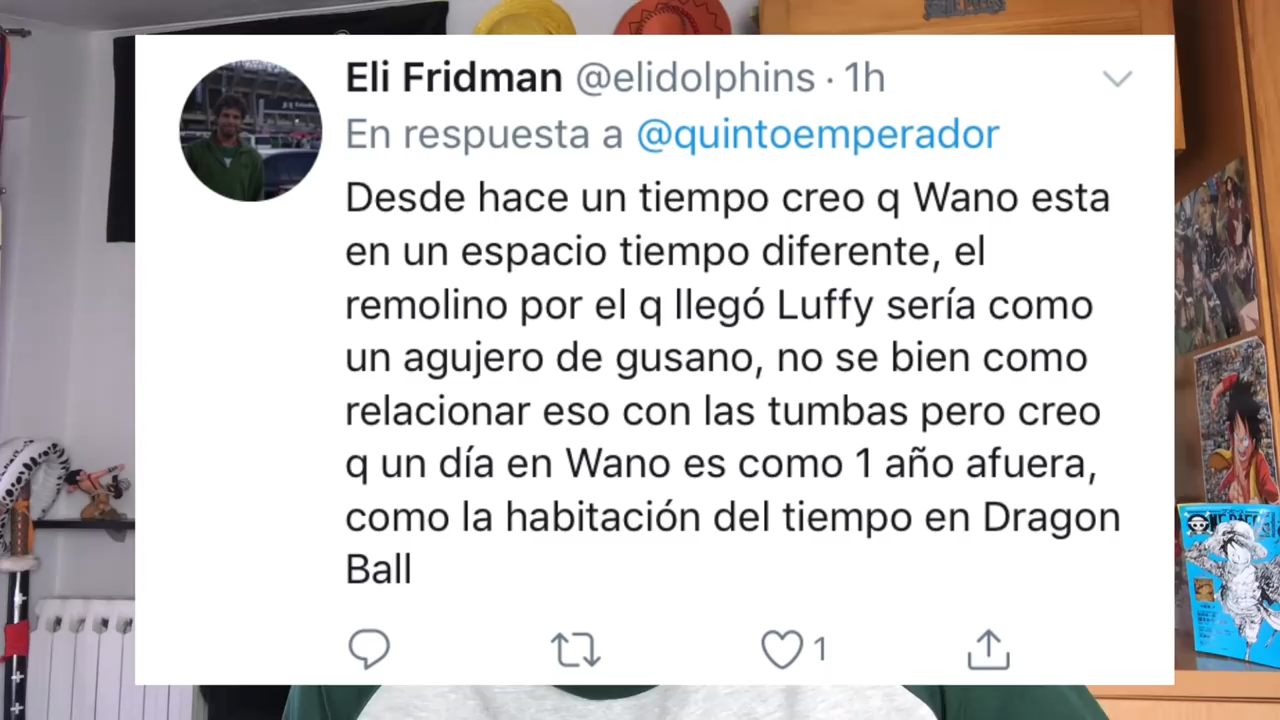 Eli Fridman @elidolphins · 1h
En respuesta a @quintoemperador
Desde hace un tiempo creo q Wano esta
en un espacio tiempo diferente, el
remolino por el q llegó Luffy sería como
un agujero de gusano, no se bien como
relacionar eso con las tumbas pero creo
q un día en Wano es como 1 año afuera,
como la habitación del tiempo en Dragon
Ball
1
ONE PIECE